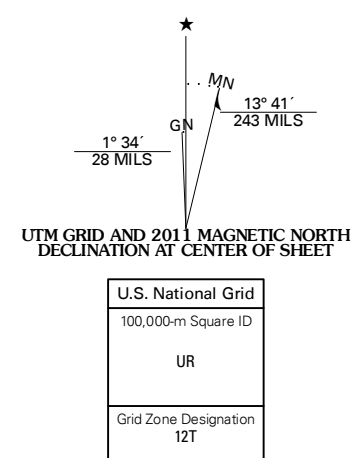 ★
MN
GN
13° 41´
243 MILS
1° 34´
28 MILS
UTM GRID AND 2011 MAGNETIC NORTH
DECLINATION AT CENTER OF SHEET
U.S. National Grid
100,000-m Square ID
UR
Grid Zone Designation
12T